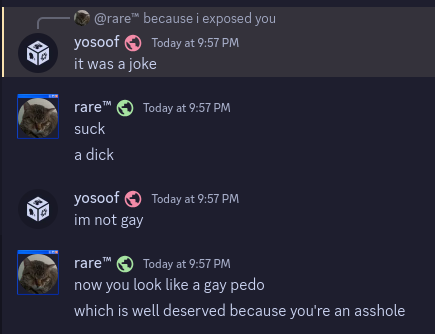 @rare™ because i exposed you
yosoof Today at 9:57 PM
it was a joke
rare™ Today at 9:57 PM
suck
a dick
yosoof Today at 9:57 PM
im not gay
rare™ Today at 9:57 PM
now you look like a gay pedo
which is well deserved because you're an asshole